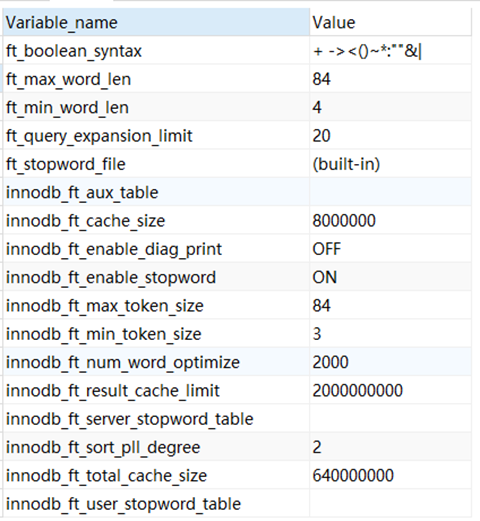 Variable_name Value
ft_boolean_syntax + -><()~*:""&|
ft_max_word_len 84
ft_min_word_len 4
ft_query_expansion_limit 20
ft_stopword_file (built-in)
innodb_ft_aux_table
innodb_ft_cache_size 8000000
innodb_ft_enable_diag_print OFF
innodb_ft_enable_stopword ON
innodb_ft_max_token_size 84
innodb_ft_min_token_size 3
innodb_ft_num_word_optimize 2000
innodb_ft_result_cache_limit 2000000000
innodb_ft_server_stopword_table
innodb_ft_sort_pll_degree 2
innodb_ft_total_cache_size 640000000
innodb_ft_user_stopword_table